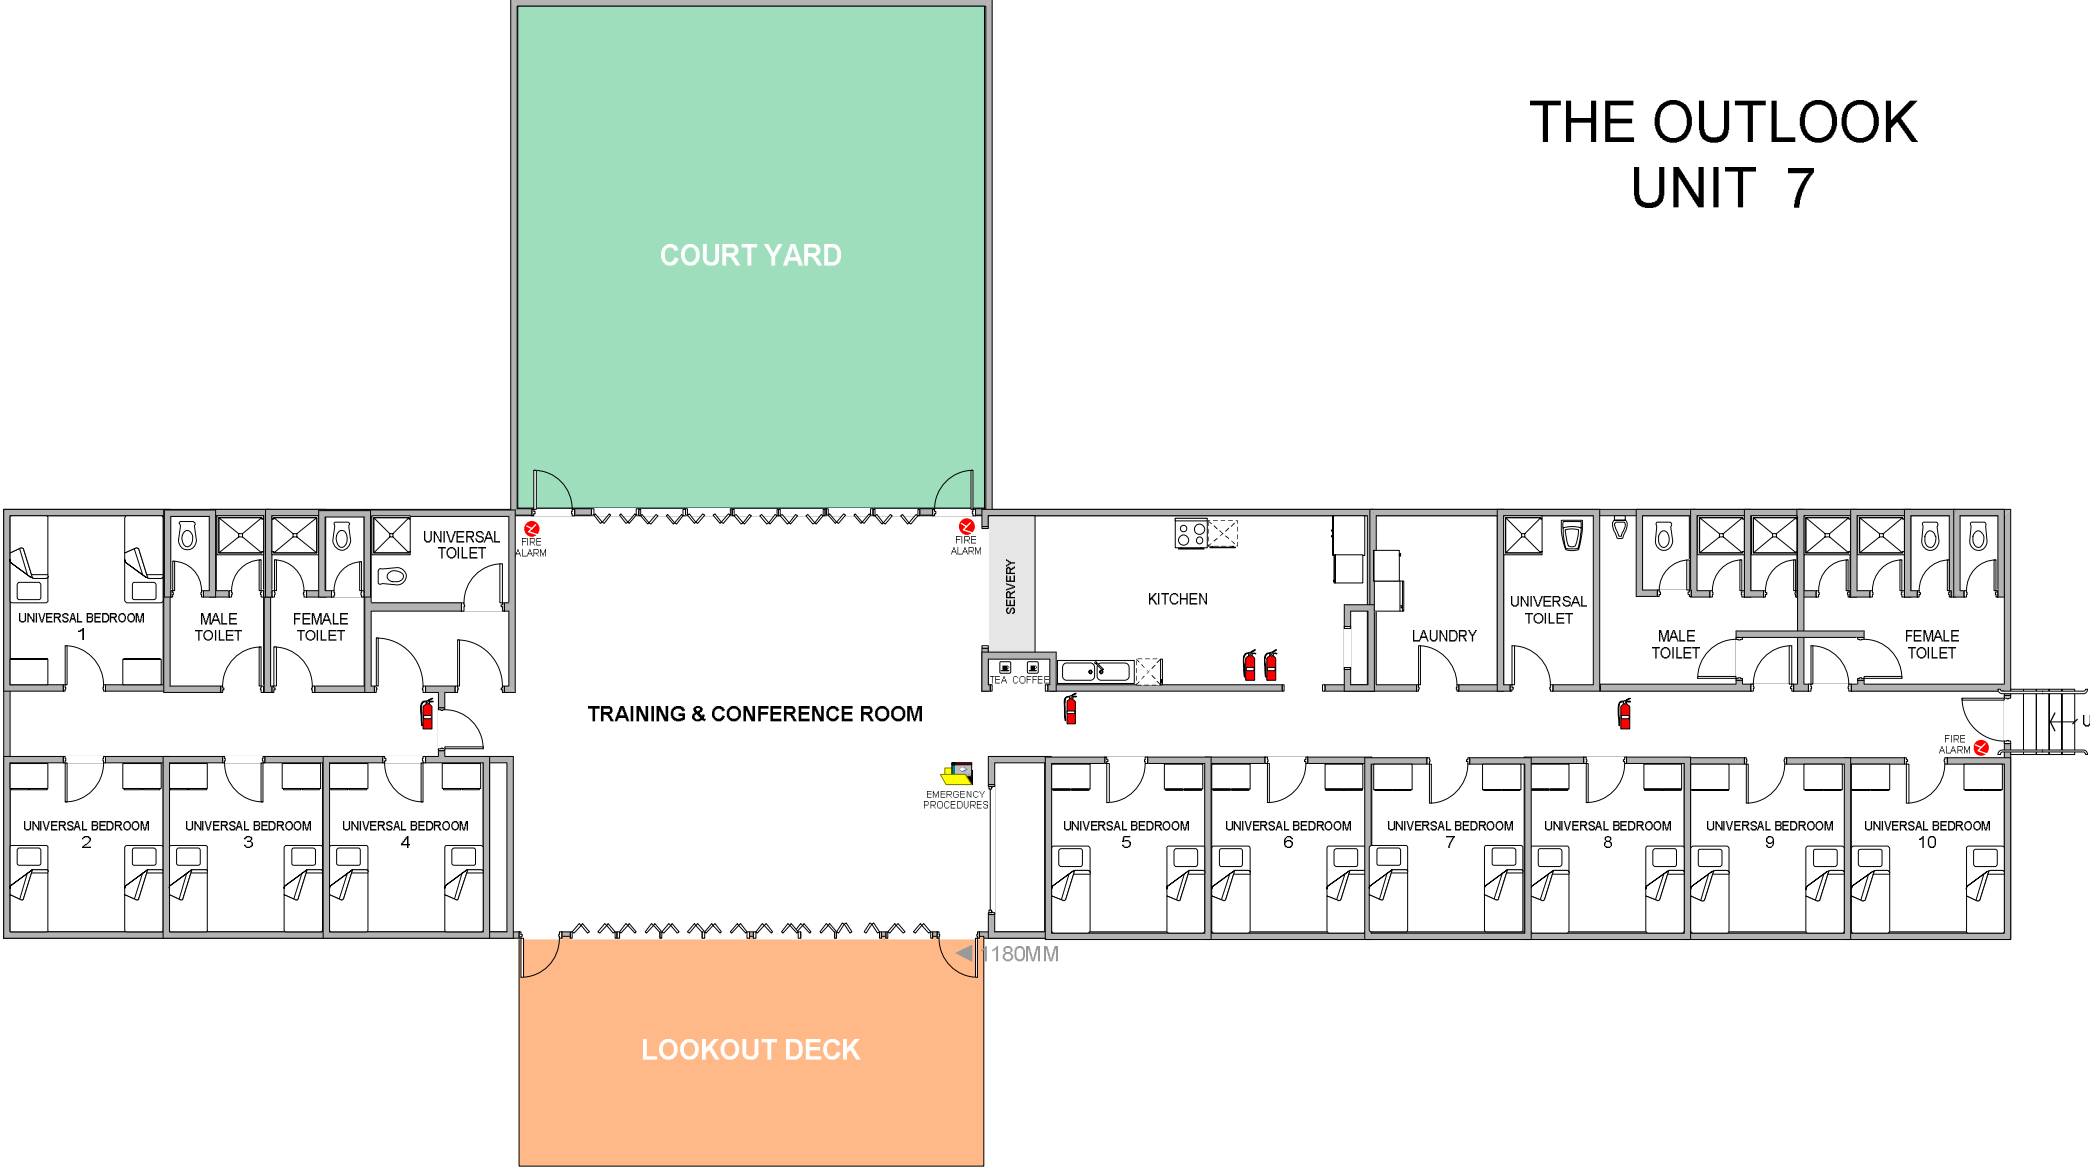 THE OUTLOOK
UNIT 7
COURT YARD
FIRE
ALARM
FIRE
ALARM
UNIVERSAL
TOILET
UNIVERSAL BEDROOM
1
MALE
TOILET
FEMALE
TOILET
SERVERY
KITCHEN
TEA COFFEE
LAUNDRY
UNIVERSAL
TOILET
MALE
TOILET
FEMALE
TOILET
TRAINING & CONFERENCE ROOM
FIRE
ALARM
U
EMERGENCY
PROCEDURES
UNIVERSAL BEDROOM
2
UNIVERSAL BEDROOM
3
UNIVERSAL BEDROOM
4
UNIVERSAL BEDROOM
5
UNIVERSAL BEDROOM
6
UNIVERSAL BEDROOM
7
UNIVERSAL BEDROOM
8
UNIVERSAL BEDROOM
9
UNIVERSAL BEDROOM
10
1180MM
LOOKOUT DECK